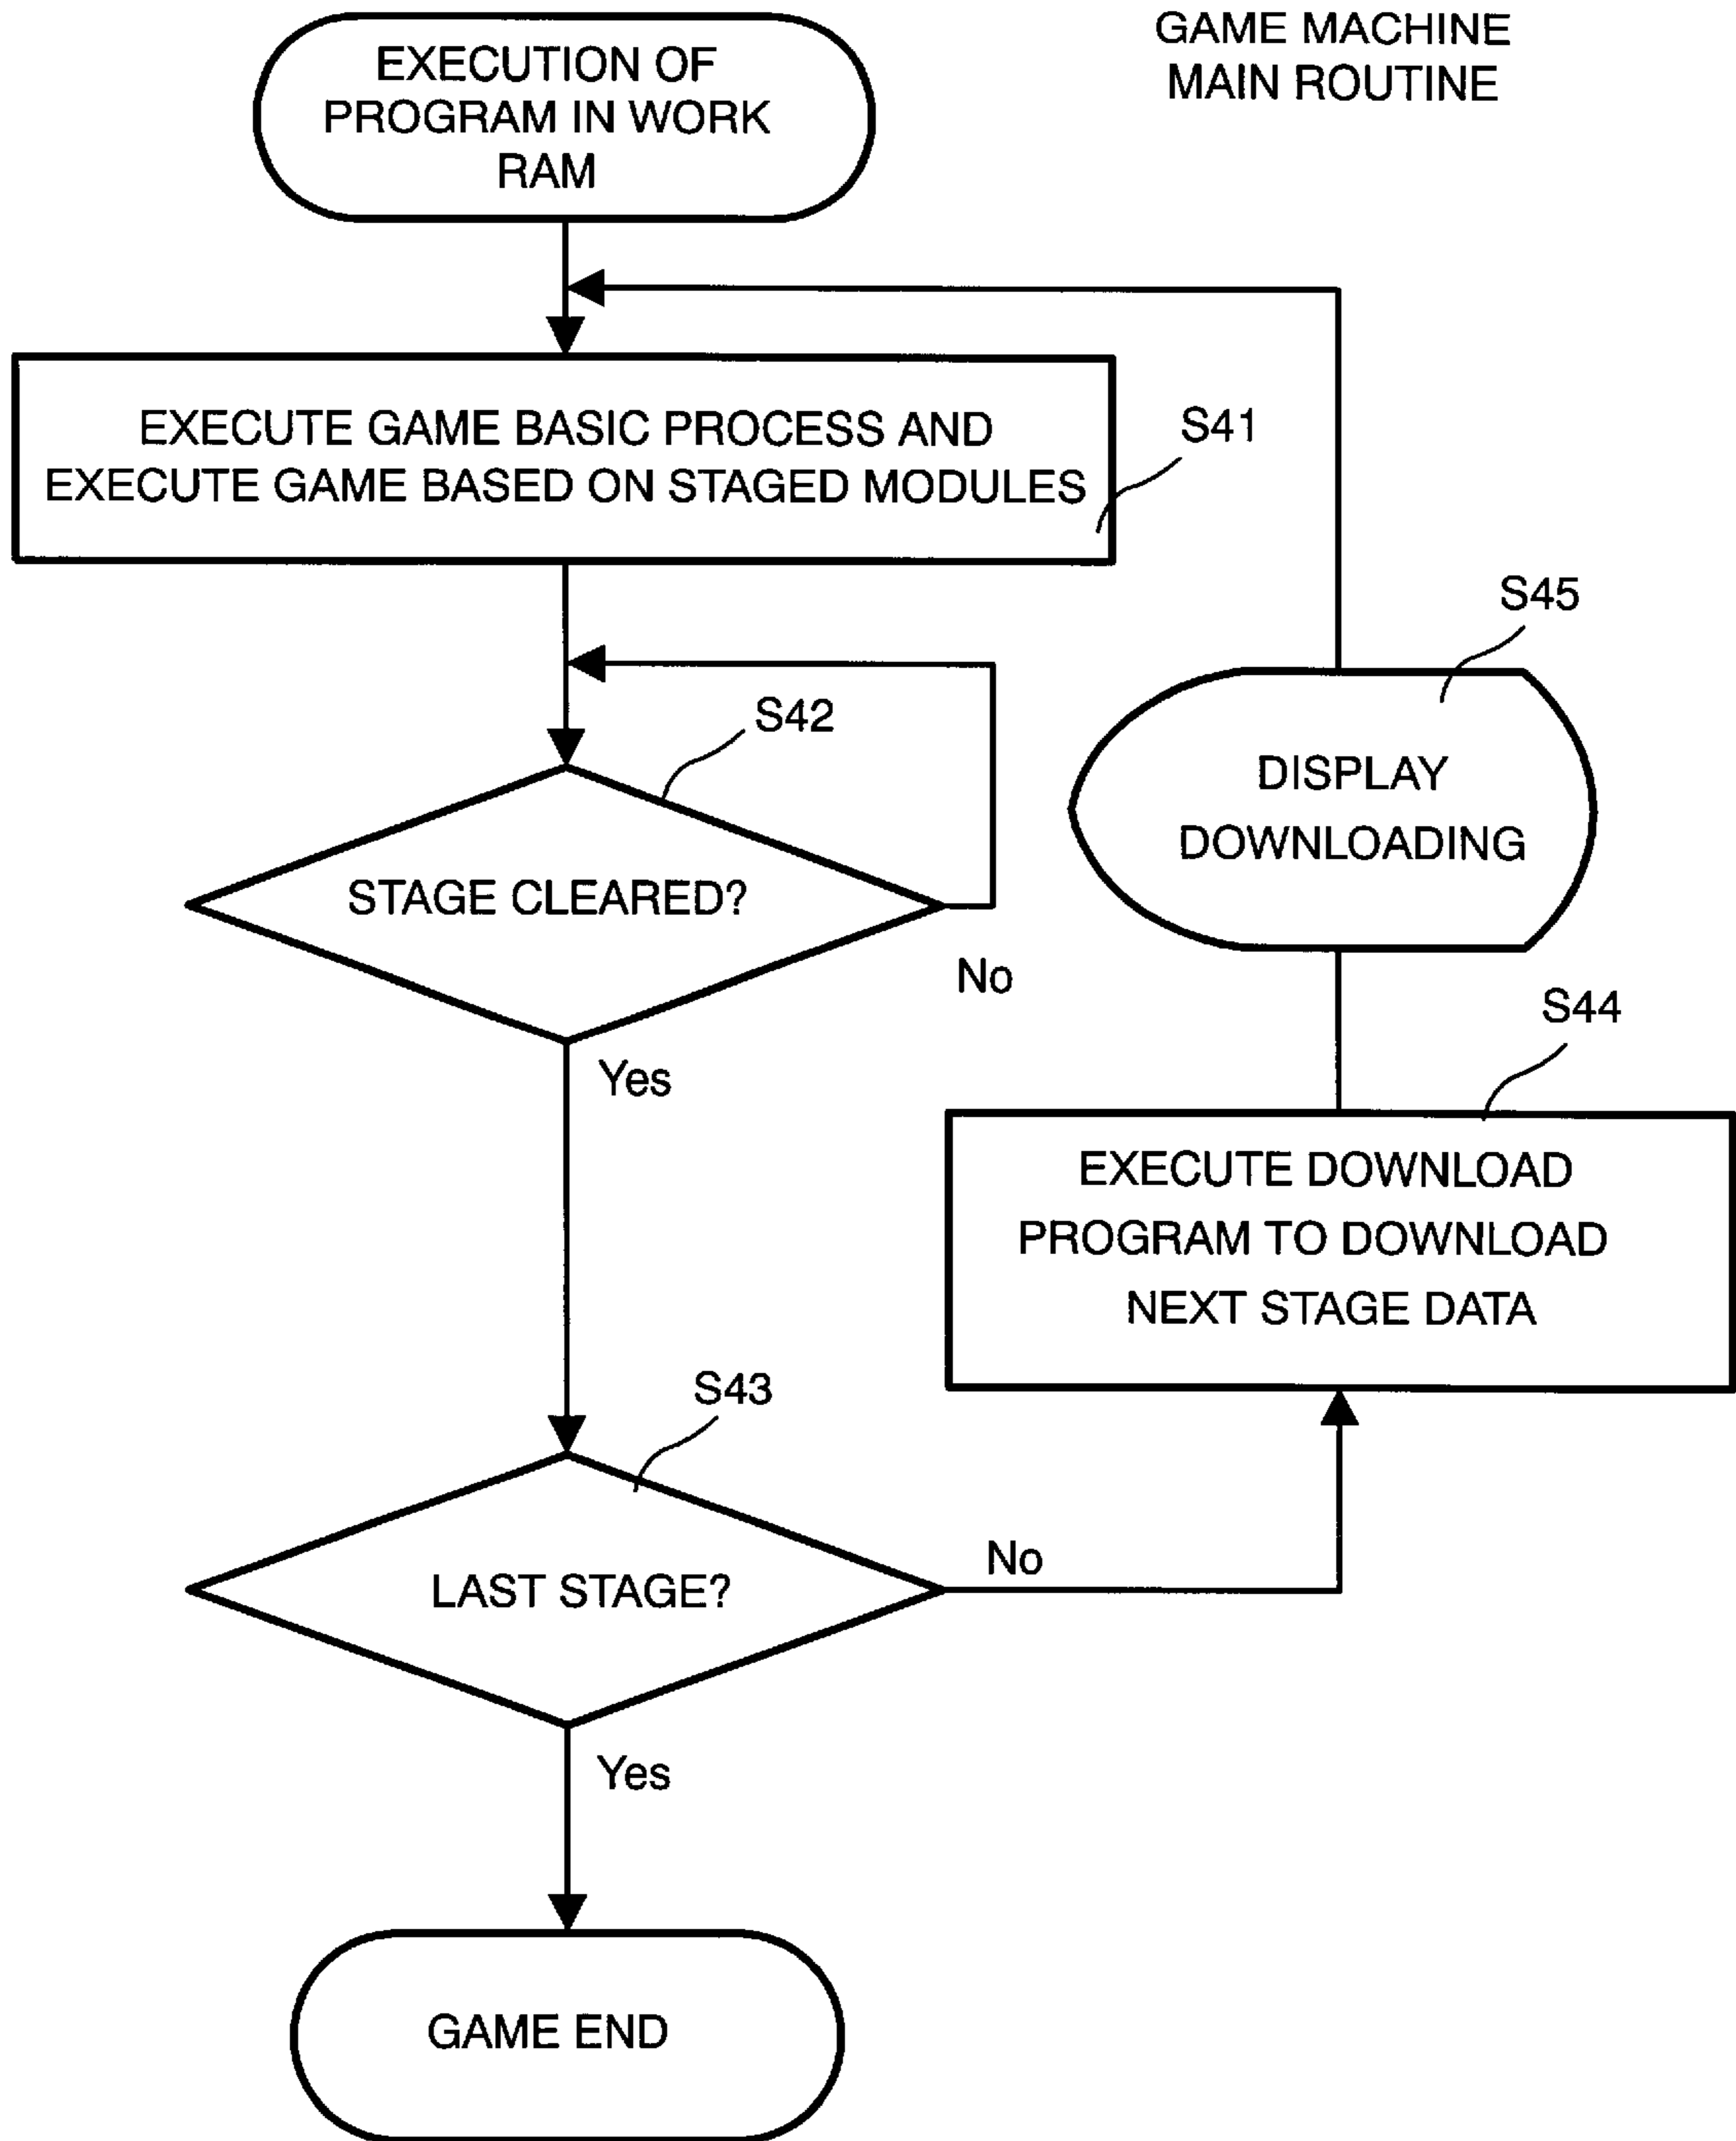 GAME MACHINE
MAIN ROUTINE
EXECUTION OF
PROGRAM IN WORK
RAM
EXECUTE GAME BASIC PROCESS AND
EXECUTE GAME BASED ON STAGED MODULES
S41
S42
STAGE CLEARED?
No
Yes
S43
LAST STAGE?
No
Yes
S44
EXECUTE DOWNLOAD
PROGRAM TO DOWNLOAD
NEXT STAGE DATA
S45
DISPLAY
DOWNLOADING
GAME END